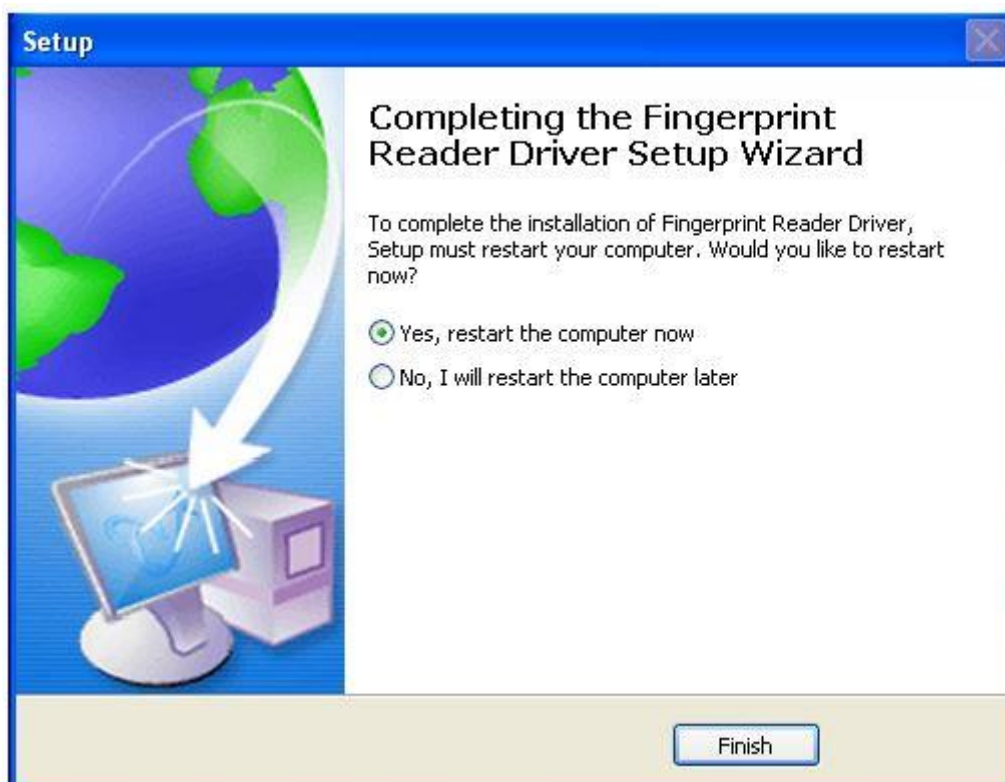 Setup
Completing the Fingerprint
Reader Driver Setup Wizard
To complete the installation of Fingerprint Reader Driver,
Setup must restart your computer. Would you like to restart
now?
Yes, restart the computer now
No, I will restart the computer later
Finish